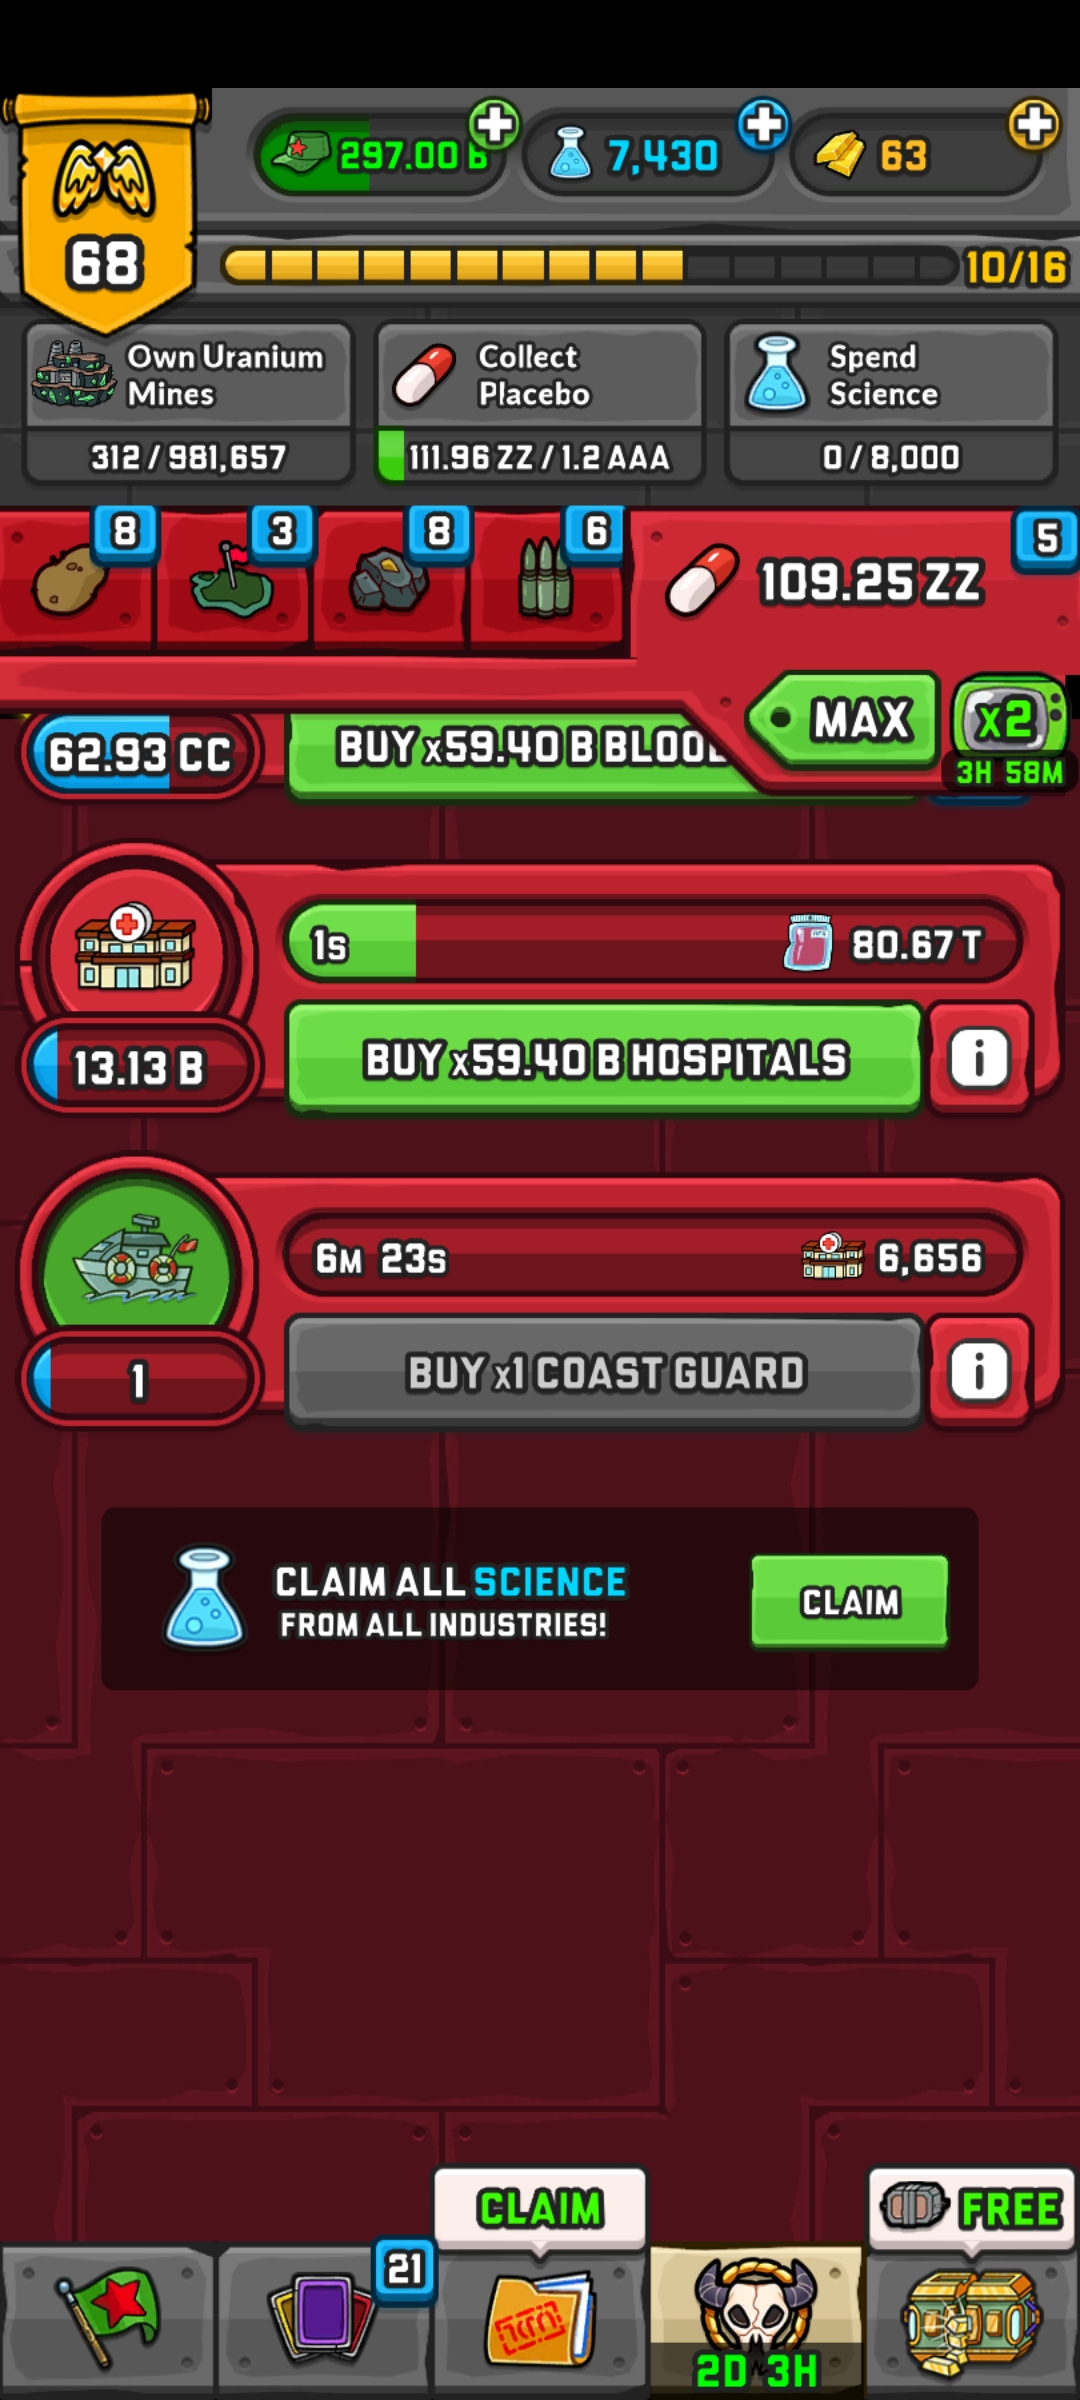 297.00 B
7,430
63
68
10/16
Own Uranium
Mines
312 / 981,657
Collect
Placebo
111.96 ZZ / 1.2 AAA
Spend
Science
0 / 8,000
8
3
8
6
109.25 ZZ
5
MAX
x2
3H 58M
62.93 CC
BUY x59.40 B BLOOD
1s
80.67 T
13.13 B
BUY x59.40 B HOSPITALS
i
6M 23s
6,656
1
BUY x1 COAST GUARD
i
CLAIM ALL SCIENCE
FROM ALL INDUSTRIES!
CLAIM
CLAIM
FREE
21
2D 3H